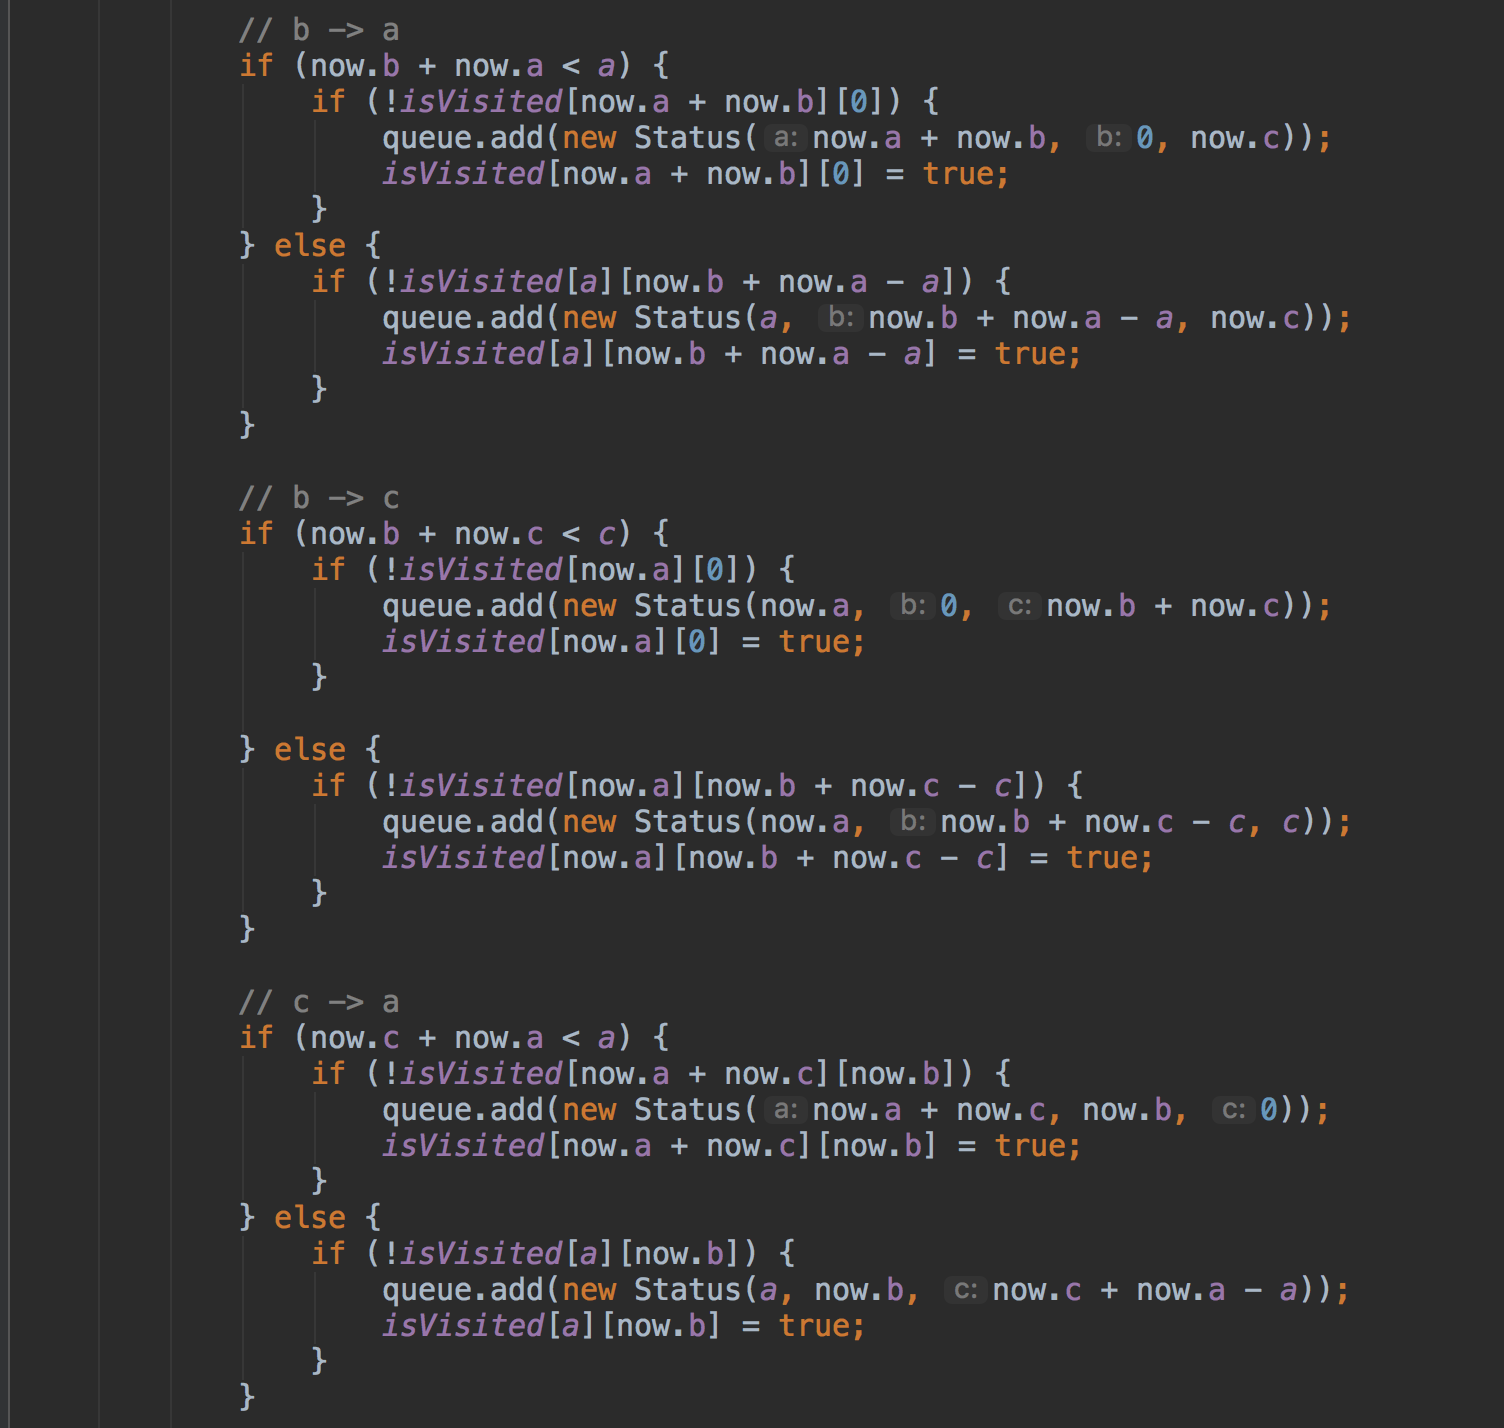 // b -> a
if (now.b + now.a < a) {
if (!isVisited[now.a + now.b][0]) {
queue.add(new Status( a: now.a + now.b, b: 0, now.c));
isVisited[now.a + now.b][0] = true;
}
} else {
if (!isVisited[a][now.b + now.a - a]) {
queue.add(new Status(a, b: now.b + now.a - a, now.c));
isVisited[a][now.b + now.a - a] = true;
}
}
// b -> c
if (now.b + now.c < c) {
if (!isVisited[now.a][0]) {
queue.add(new Status(now.a, b: 0, c: now.b + now.c));
isVisited[now.a][0] = true;
}
} else {
if (!isVisited[now.a][now.b + now.c - c]) {
queue.add(new Status(now.a, b: now.b + now.c - c, c));
isVisited[now.a][now.b + now.c - c] = true;
}
}
// c -> a
if (now.c + now.a < a) {
if (!isVisited[now.a + now.c][now.b]) {
queue.add(new Status( a: now.a + now.c, now.b, c: 0));
isVisited[now.a + now.c][now.b] = true;
}
} else {
if (!isVisited[a][now.b]) {
queue.add(new Status(a, now.b, c: now.c + now.a - a));
isVisited[a][now.b] = true;
}
}